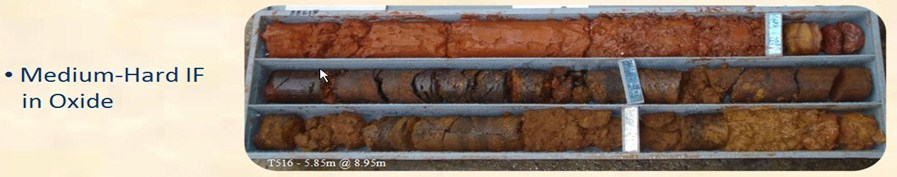 • Medium-Hard IF
in Oxide
T516 - 5.85m @ 8.95m